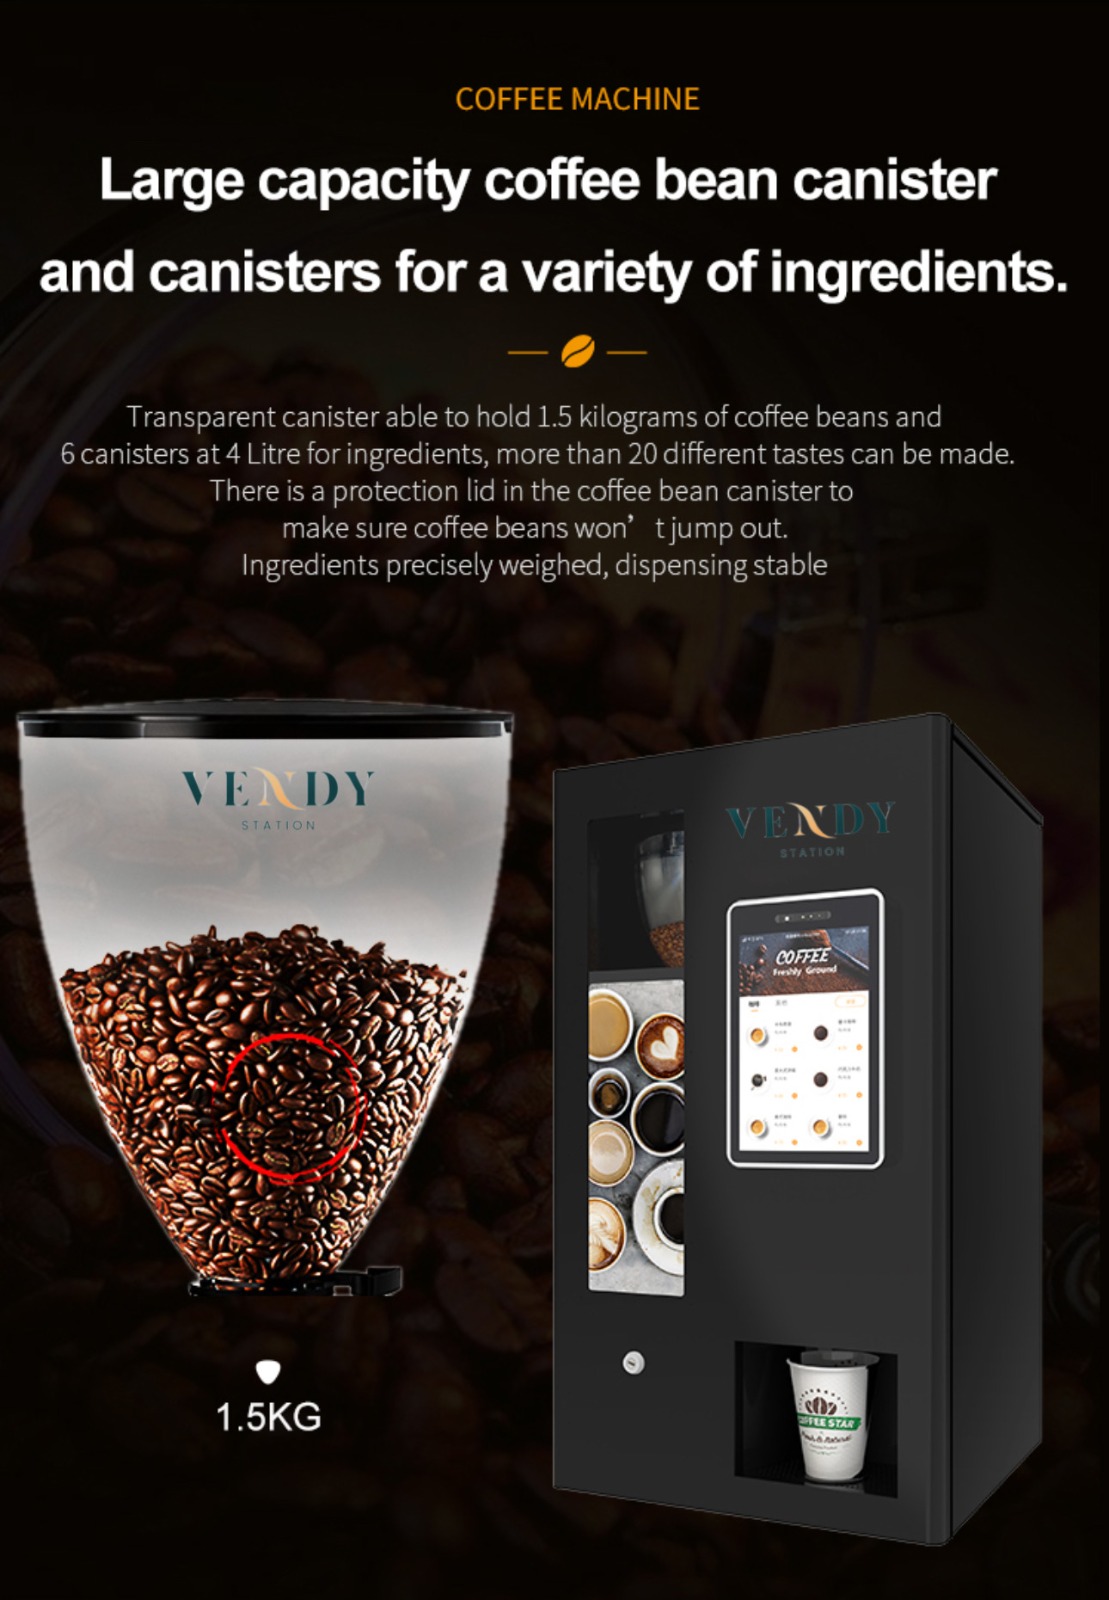 COFFEE MACHINE
Large capacity coffee bean canister
and canisters for a variety of ingredients.
Transparent canister able to hold 1.5 kilograms of coffee beans and
6 canisters at 4 Litre for ingredients, more than 20 different tastes can be made.
There is a protection lid in the coffee bean canister to
make sure coffee beans won’ t jump out.
Ingredients precisely weighed, dispensing stable
VENDY
STATION
VENDY
STATION
COFFEE
Freshly Ground
COFFEE STAR
1.5KG